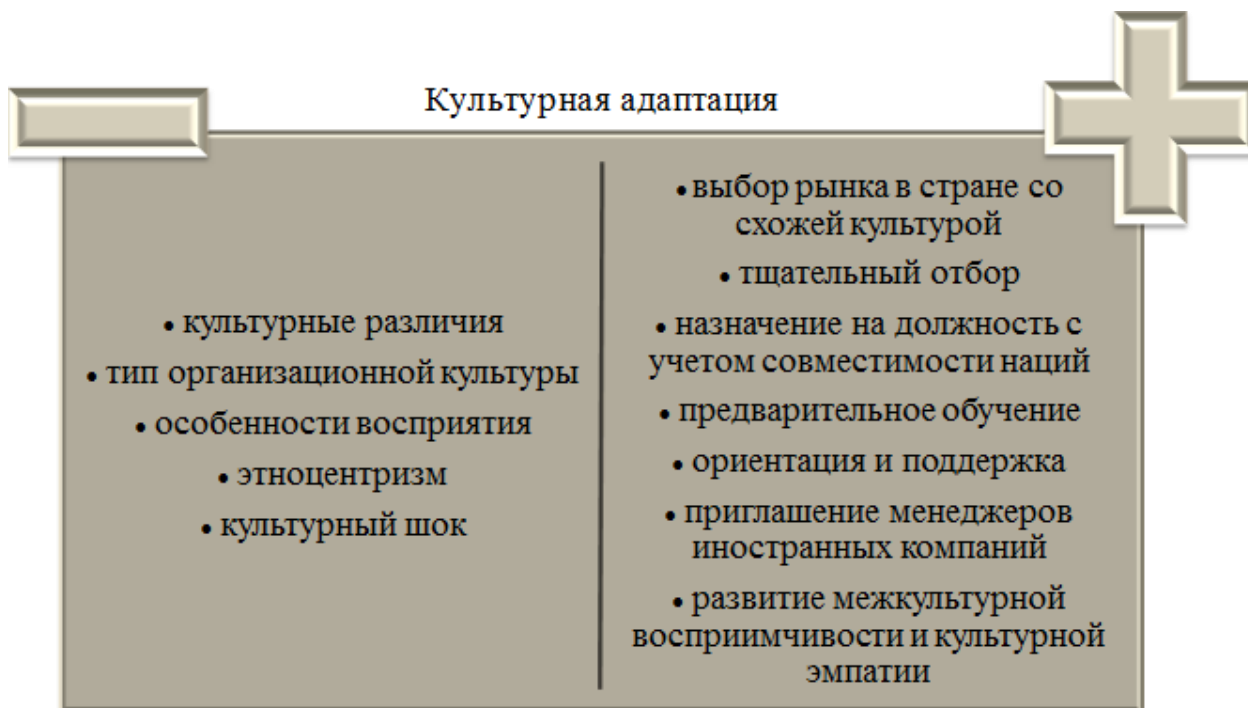 Культурная адаптация
• культурные различия
• тип организационной культуры
• особенности восприятия
• этноцентризм
• культурный шок
• выбор рынка в стране со
схожей культурой
• тщательный отбор
• назначение на должность с
учетом совместимости наций
• предварительное обучение
• ориентация и поддержка
• приглашение менеджеров
иностранных компаний
• развитие межкультурной
восприимчивости и культурной
эмпатии